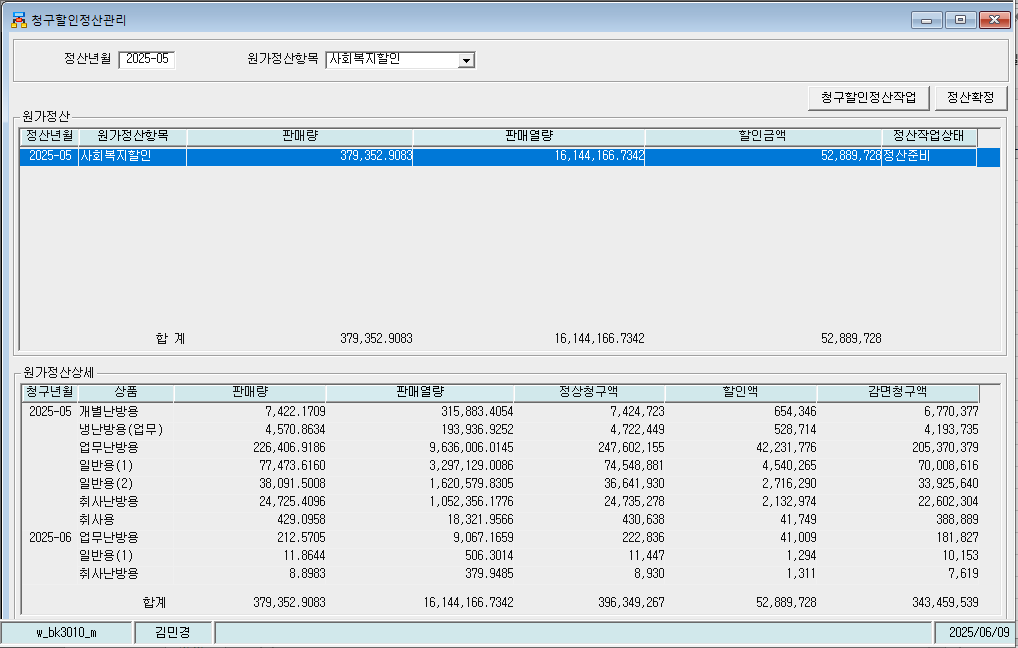 청구할인정산관리
정산년월 2025-05 원가정산항목 사회복지할인
청구할인정산작업 정산확정
원가정산
정산년월 원가정산항목 판매량 판매열량 할인금액 정산작업상태
2025-05 사회복지할인 379,352.9083 16,144,166.7342 52,889,728 정산준비
합 계 379,352.9083 16,144,166.7342 52,889,728
원가정산상세
청구년월 상품 판매량 판매열량 정상청구액 할인액 감면청구액
2025-05 개별난방용 7,422.1709 315,883.4054 7,424,723 654,346 6,770,377
냉난방용(업무) 4,570.8634 193,936.9252 4,722,449 528,714 4,193,735
업무난방용 226,406.9186 9,636,006.0145 247,602,155 42,231,776 205,370,379
일반용(1) 77,473.6160 3,297,129.0086 74,548,881 4,540,265 70,008,616
일반용(2) 38,091.5008 1,620,579.8305 36,641,930 2,716,290 33,925,640
취사난방용 24,725.4096 1,052,356.1776 24,735,278 2,132,974 22,602,304
취사용 429.0958 18,321.9566 430,638 41,749 388,889
2025-06 업무난방용 212.5705 9,067.1659 222,836 41,009 181,827
일반용(1) 11.8644 506.3014 11,447 1,294 10,153
취사난방용 8.8983 379.9485 8,930 1,311 7,619
합계 379,352.9083 16,144,166.7342 396,349,267 52,889,728 343,459,539
w_bk3010_m 김민경 2025/06/09